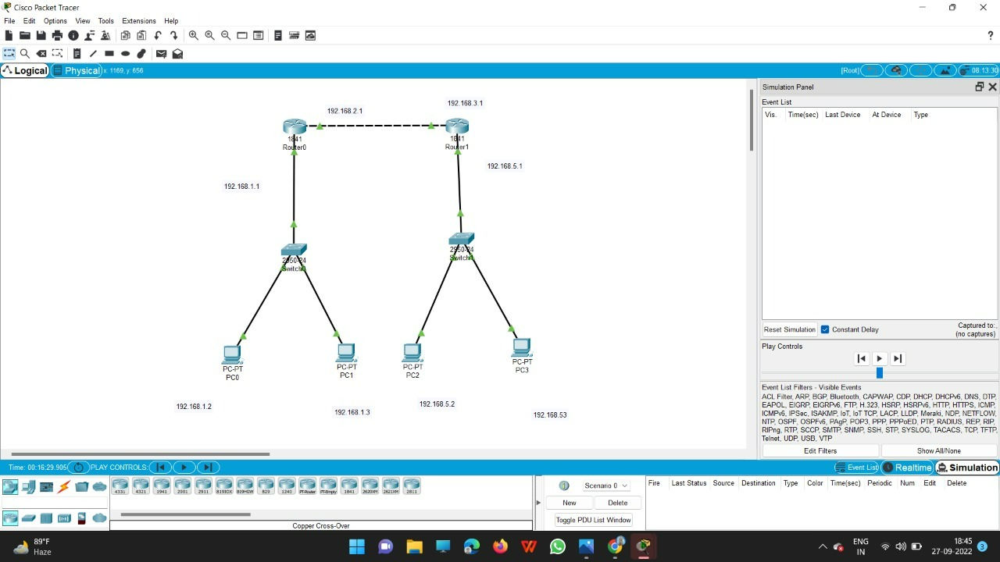 Cisco Packet Tracer
File Edit Options View Tools Extensions Help
?
Logical Physical x: 1169, y: 656 [Root] 08:13:30
Simulation Panel
Event List
Vis. Time(sec) Last Device At Device Type
192.168.2.1
192.168.3.1
1841
Router0
1841
Router1
192.168.5.1
192.168.1.1
2950-24
Switch0
2950-24
Switch1
PC-PT
PC0
PC-PT
PC1
PC-PT
PC2
PC-PT
PC3
192.168.1.2
192.168.1.3
192.168.5.2
192.168.53
Reset Simulation Constant Delay Captured to:
(no captures)
Play Controls
Event List Filters - Visible Events
ACL Filter, ARP, BGP, Bluetooth, CAPWAP, CDP, DHCP, DHCPv6, DNS, DTP,
EAPOL, EIGRP, EIGRPv6, FTP, H.323, HSRP, HSRPv6, HTTP, HTTPS, ICMP,
ICMPv6, IPSec, ISAKMP, IoT, IoT TCP, LACP, LLDP, Meraki, NDP, NETFLOW,
NTP, OSPF, OSPFv6, PAgP, POP3, PPP, PPPoED, PTP, RADIUS, REP, RIP,
RIPng, RTP, SCCP, SMTP, SNMP, SSH, STP, SYSLOG, TACACS, TCP, TFTP,
Telnet, UDP, USB, VTP
Edit Filters Show All/None
Time: 00:16:29.905 PLAY CONTROLS: Event List Realtime Simulation
4331 4321 1941 2901 2911 819IOX 819HGW 829 1240 PT-Router PT-Empty 1841 2620XM 2621XM 2811
Copper Cross-Over
Scenario 0
New Delete
Toggle PDU List Window
Fire Last Status Source Destination Type Color Time(sec) Periodic Num Edit Delete
89°F
Haze
ENG
IN
18:45
27-09-2022
3